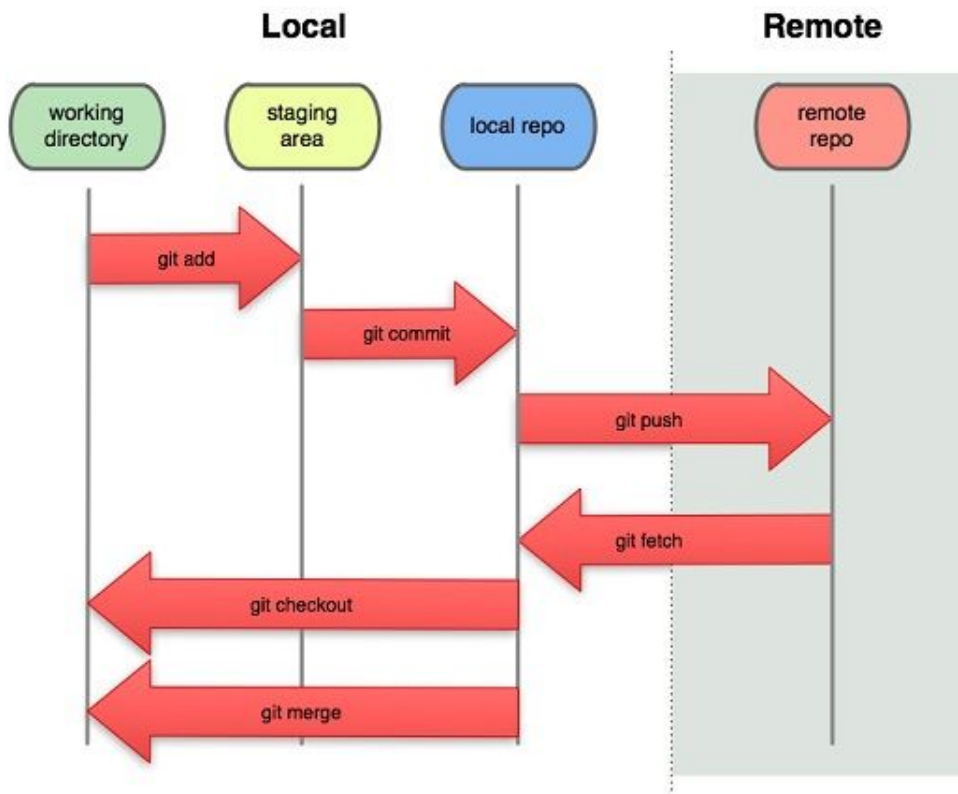 Local
Remote
working
directory
staging
area
local repo
remote
repo
git add
git commit
git push
git fetch
git checkout
git merge